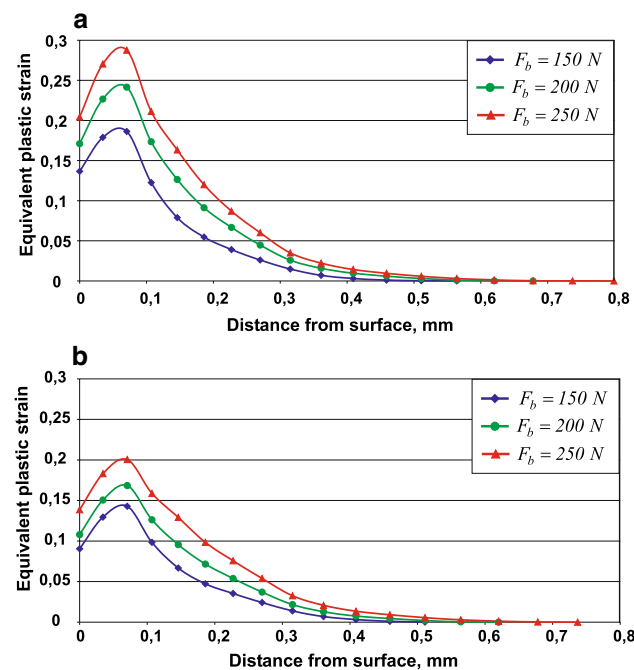 a
0,3
0,25
0,2
0,15
0,1
0,05
0
Equivalent plastic strain
F_b = 150 N
F_b = 200 N
F_b = 250 N
0 0,1 0,2 0,3 0,4 0,5 0,6 0,7 0,8
Distance from surface, mm
b
0,3
0,25
0,2
0,15
0,1
0,05
0
Equivalent plastic strain
F_b = 150 N
F_b = 200 N
F_b = 250 N
0 0,1 0,2 0,3 0,4 0,5 0,6 0,7 0,8
Distance from surface, mm